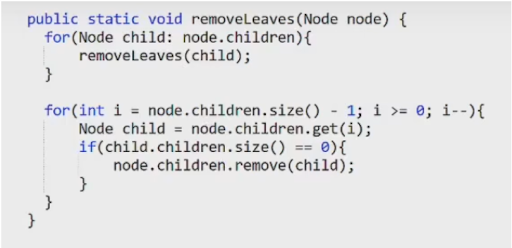 public static void removeLeaves(Node node) {
for(Node child: node.children){
removeLeaves(child);
}
for(int i = node.children.size() - 1; i >= 0; i--){
Node child = node.children.get(i);
if(child.children.size() == 0){
node.children.remove(child);
}
}
}